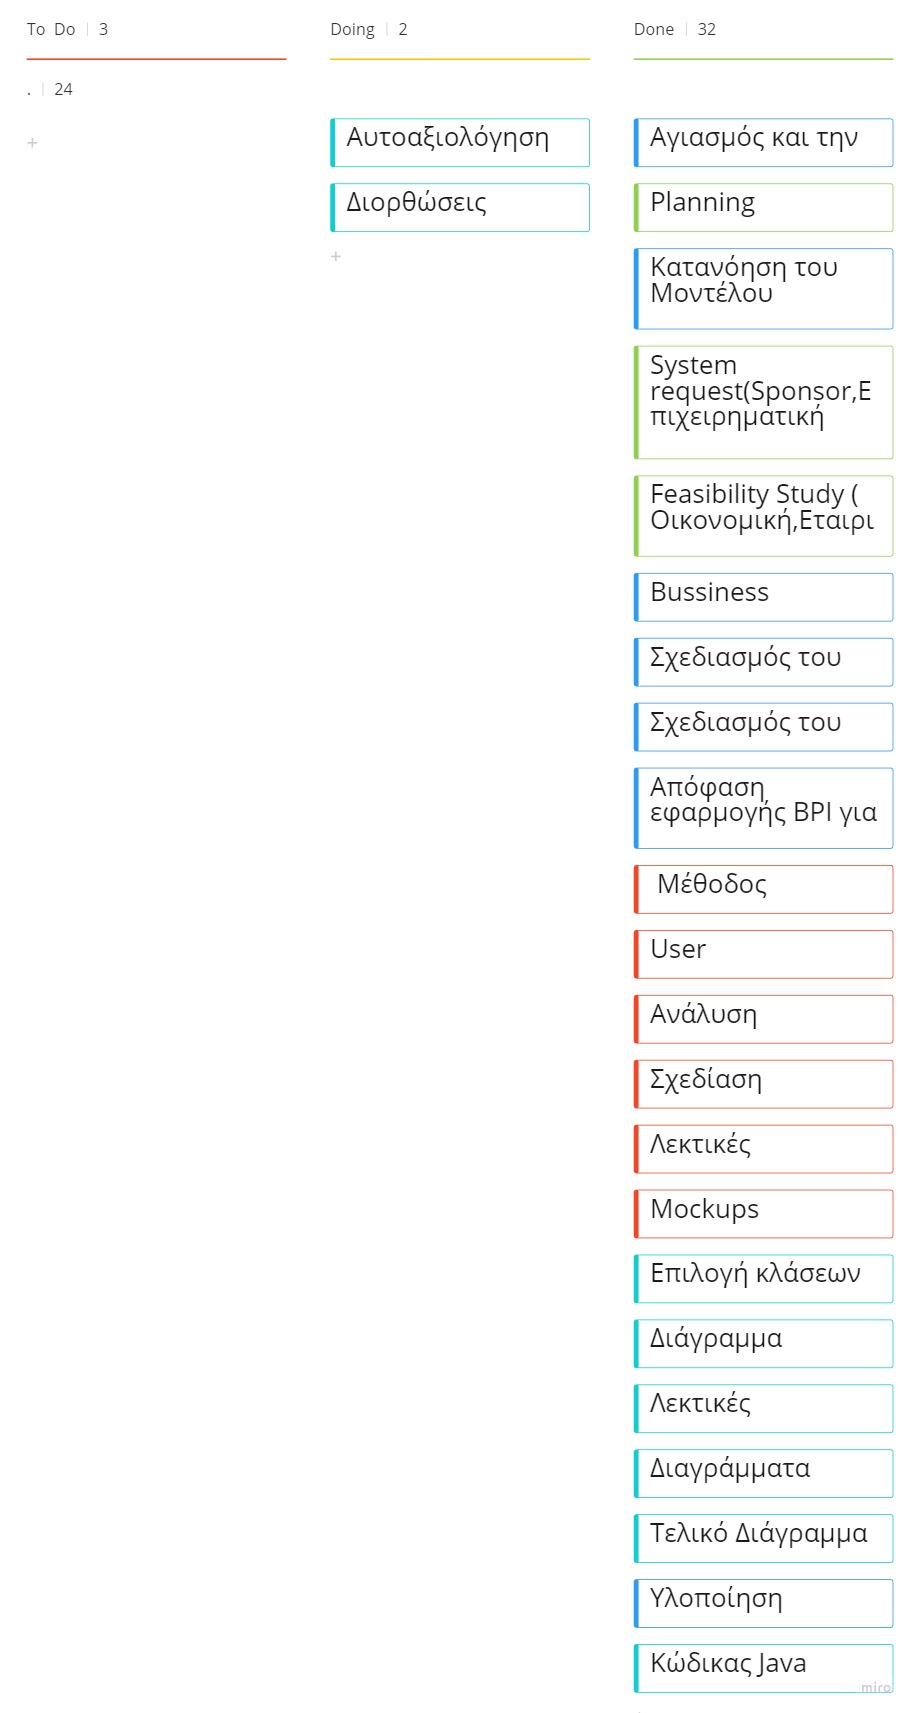 To Do | 3
Doing | 2
Done | 32
. | 24
+
Αυτοαξιολόγηση
Διορθώσεις
+
Αγιασμός και την
Planning
Κατανόηση του
Μοντέλου
System
request(Sponsor,Ε
πιχειρηματική
Feasibility Study (
Οικονομική,Εταιρι
Bussiness
Σχεδιασμός του
Σχεδιασμός του
Απόφαση
εφαρμογής BPI για
Μέθοδος
User
Ανάλυση
Σχεδίαση
Λεκτικές
Mockups
Επιλογή κλάσεων
Διάγραμμα
Λεκτικές
Διαγράμματα
Τελικό Διάγραμμα
Υλοποίηση
Κώδικας Java
miro